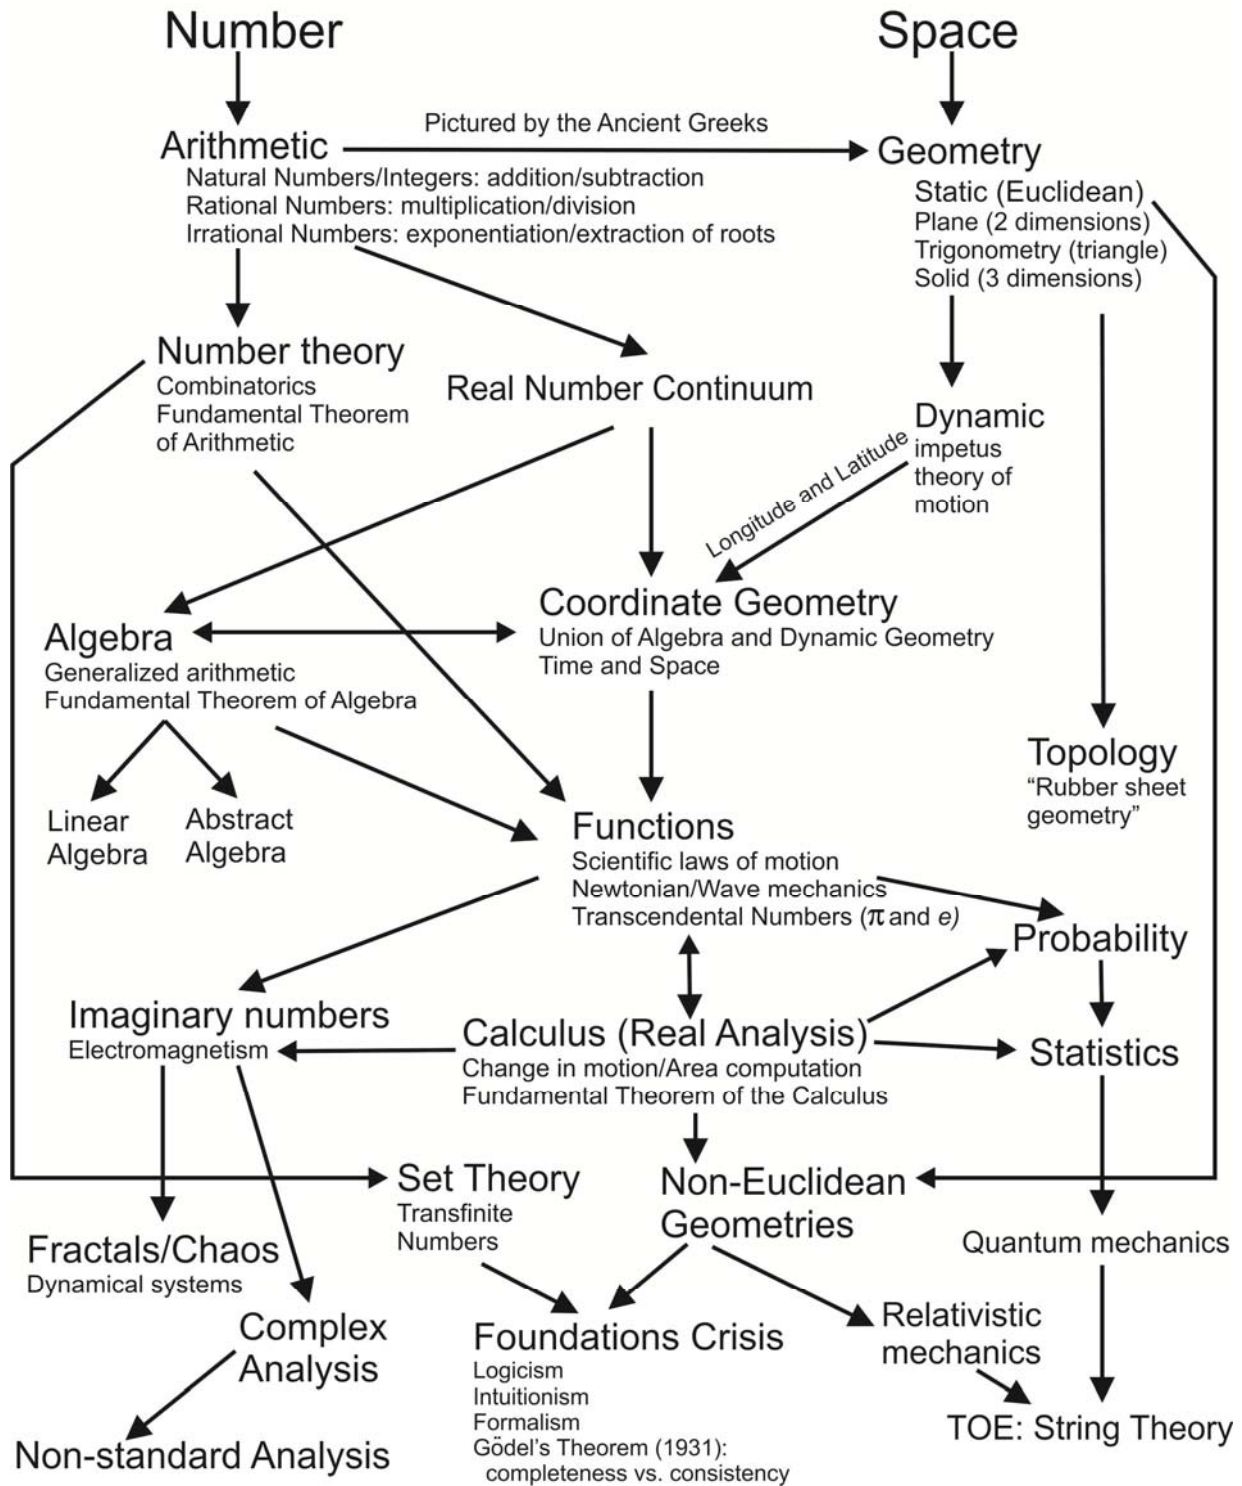 Number
Space
Pictured by the Ancient Greeks
Arithmetic
Natural Numbers/Integers: addition/subtraction
Rational Numbers: multiplication/division
Irrational Numbers: exponentiation/extraction of roots
Geometry
Static (Euclidean)
Plane (2 dimensions)
Trigonometry (triangle)
Solid (3 dimensions)
Number theory
Combinatorics
Fundamental Theorem
of Arithmetic
Real Number Continuum
Dynamic
impetus
theory of
motion
Longitude and Latitude
Coordinate Geometry
Union of Algebra and Dynamic Geometry
Time and Space
Algebra
Generalized arithmetic
Fundamental Theorem of Algebra
Linear
Algebra
Abstract
Algebra
Topology
“Rubber sheet
geometry”
Functions
Scientific laws of motion
Newtonian/Wave mechanics
Transcendental Numbers (π and e)
Probability
Imaginary numbers
Electromagnetism
Calculus (Real Analysis)
Change in motion/Area computation
Fundamental Theorem of the Calculus
Statistics
Set Theory
Transfinite
Numbers
Non-Euclidean
Geometries
Fractals/Chaos
Dynamical systems
Quantum mechanics
Complex
Analysis
Foundations Crisis
Logicism
Intuitionism
Formalism
Gödel’s Theorem (1931):
completeness vs. consistency
Relativistic
mechanics
Non-standard Analysis
TOE: String Theory